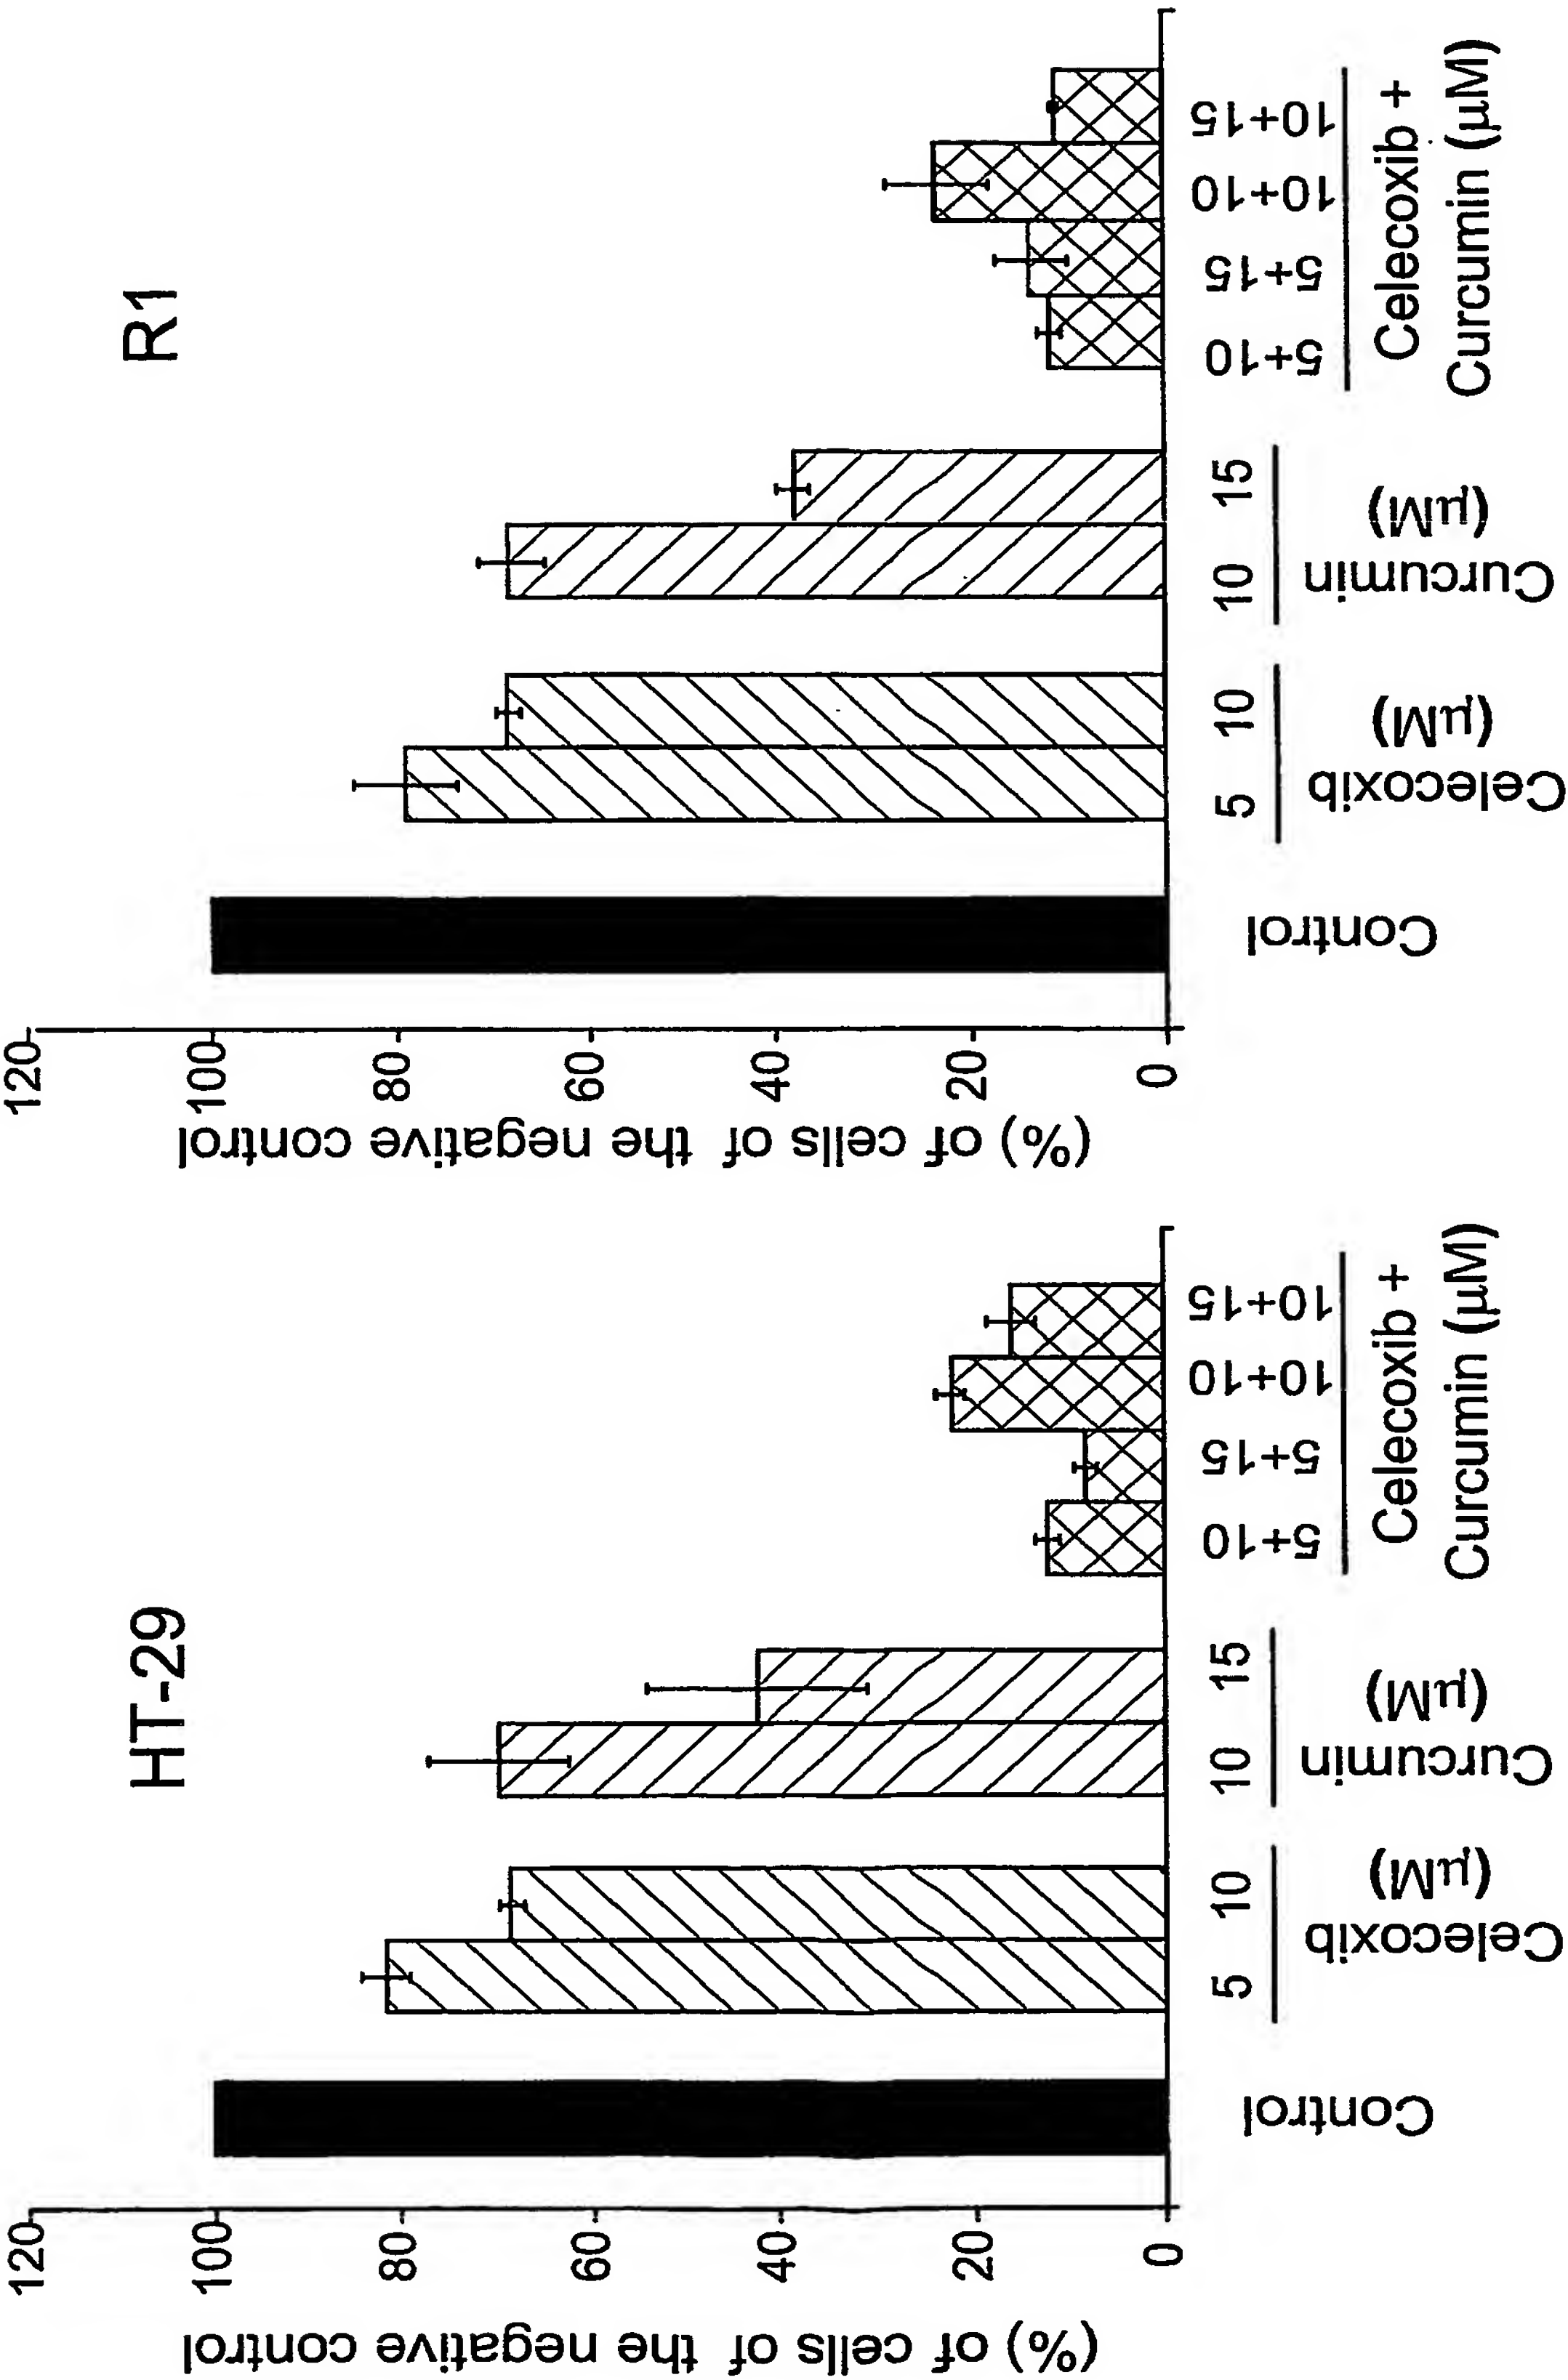 HT-29
(%) of cells of the negative control
120
100
80
60
40
20
0
Control
5 10
Celecoxib
(µM)
10 15
Curcumin
(µM)
5+10
5+15
10+10
10+15
Celecoxib +
Curcumin (µM)
R1
(%) of cells of the negative control
120
100
80
60
40
20
0
Control
5 10
Celecoxib
(µM)
10 15
Curcumin
(µM)
5+10
5+15
10+10
10+15
Celecoxib +
Curcumin (µM)